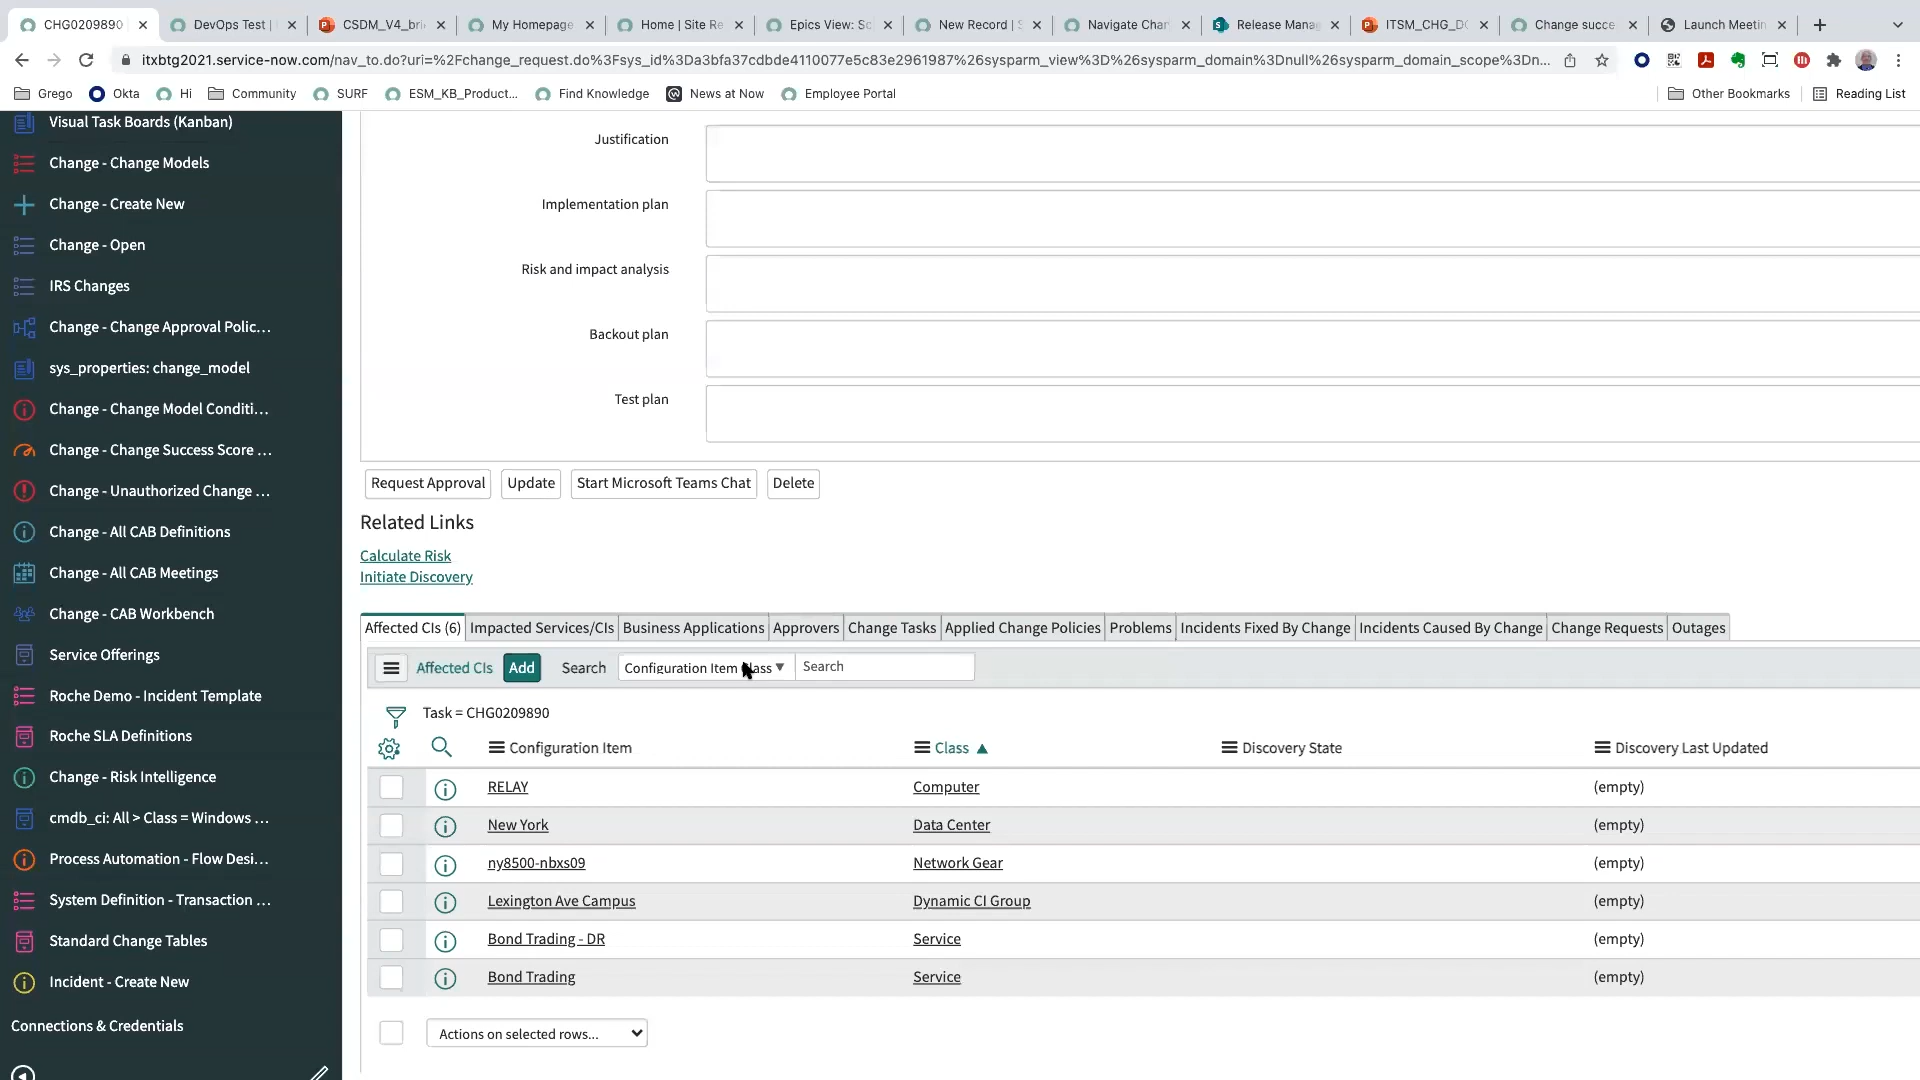 CHG0209890
DevOps Test |
CSDM_V4_bri
My Homepage
Home | Site Re
Epics View: Sc
New Record | S
Navigate Chan
Release Mana
ITSM_CHG_DO
Change succe
Launch Meetin
itxbtg2021.service-now.com/nav_to.do?uri=%2Fchange_request.do%3Fsys_id%3Da3bfa37cdbde4110077e5c83e2961987%26sysparm_view%3D%26sysparm_domain%3Dnull%26sysparm_domain_scope%3Dn...
Grego
Okta
Hi
Community
SURF
ESM_KB_Product...
Find Knowledge
News at Now
Employee Portal
Other Bookmarks
Reading List
Visual Task Boards (Kanban)
Change - Change Models
Change - Create New
Change - Open
IRS Changes
Change - Change Approval Polic...
sys_properties: change_model
Change - Change Model Conditi...
Change - Change Success Score ...
Change - Unauthorized Change ...
Change - All CAB Definitions
Change - All CAB Meetings
Change - CAB Workbench
Service Offerings
Roche Demo - Incident Template
Roche SLA Definitions
Change - Risk Intelligence
cmdb_ci: All > Class = Windows ...
Process Automation - Flow Desi...
System Definition - Transaction ...
Standard Change Tables
Incident - Create New
Connections & Credentials
Justification
Implementation plan
Risk and impact analysis
Backout plan
Test plan
Request Approval
Update
Start Microsoft Teams Chat
Delete
Related Links
Calculate Risk
Initiate Discovery
Affected CIs (6)
Impacted Services/CIs
Business Applications
Approvers
Change Tasks
Applied Change Policies
Problems
Incidents Fixed By Change
Incidents Caused By Change
Change Requests
Outages
Affected CIs
Add
Search
Configuration Item Class
Search
Task = CHG0209890
Configuration Item Class Discovery State Discovery Last Updated
RELAY Computer (empty)
New York Data Center (empty)
ny8500-nbxs09 Network Gear (empty)
Lexington Ave Campus Dynamic CI Group (empty)
Bond Trading - DR Service (empty)
Bond Trading Service (empty)
Actions on selected rows...